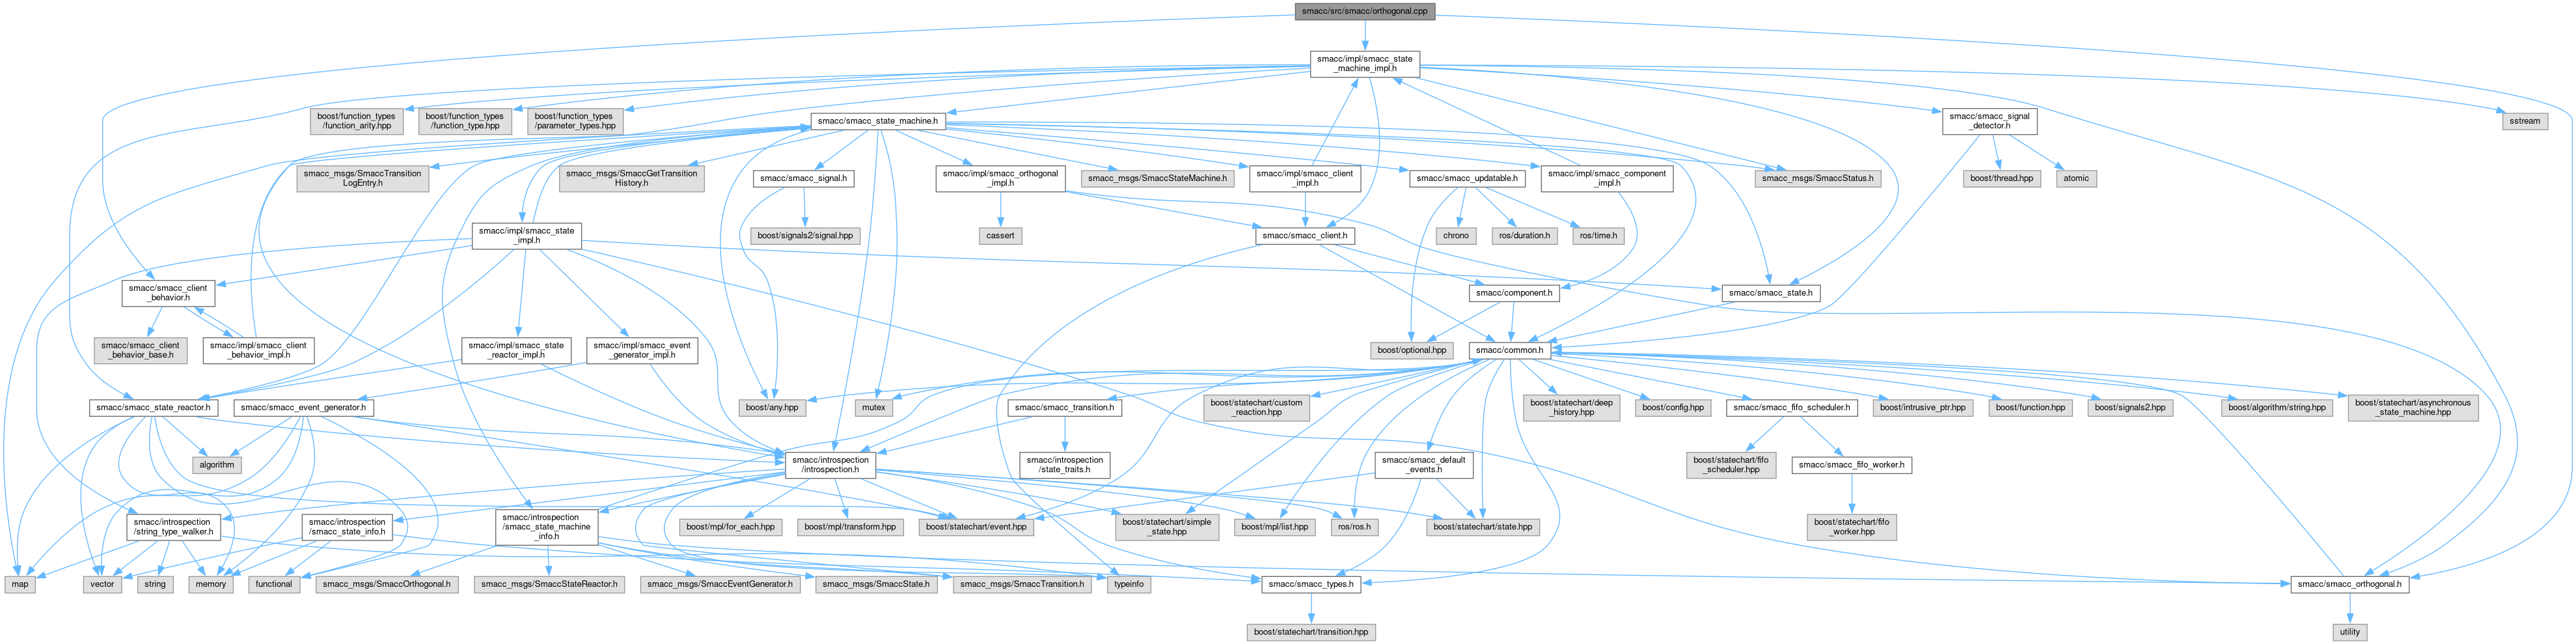 smacc/src/smacc/orthogonal.cpp
smacc/impl/smacc_state
_machine_impl.h
boost/function_types
/function_arity.hpp
boost/function_types
/function_type.hpp
boost/function_types
/parameter_types.hpp
smacc/smacc_state_machine.h
smacc/smacc_signal
_detector.h
sstream
smacc_msgs/SmaccTransition
LogEntry.h
smacc_msgs/SmaccGetTransition
History.h
smacc/smacc_signal.h
smacc/impl/smacc_orthogonal
_impl.h
smacc_msgs/SmaccStateMachine.h
smacc/impl/smacc_client
_impl.h
smacc/smacc_updatable.h
smacc/impl/smacc_component
_impl.h
smacc_msgs/SmaccStatus.h
boost/thread.hpp
atomic
smacc/impl/smacc_state
_impl.h
boost/signals2/signal.hpp
cassert
smacc/smacc_client.h
chrono
ros/duration.h
ros/time.h
smacc/smacc_client
_behavior.h
smacc/component.h
smacc/smacc_state.h
smacc/smacc_client
_behavior_base.h
smacc/impl/smacc_client
_behavior_impl.h
smacc/impl/smacc_state
_reactor_impl.h
smacc/impl/smacc_event
_generator_impl.h
boost/optional.hpp
smacc/common.h
smacc/smacc_state_reactor.h
smacc/smacc_event_generator.h
boost/any.hpp
mutex
smacc/smacc_transition.h
boost/statechart/custom
_reaction.hpp
boost/statechart/deep
_history.hpp
boost/config.hpp
smacc/smacc_fifo_scheduler.h
boost/intrusive_ptr.hpp
boost/function.hpp
boost/signals2.hpp
boost/algorithm/string.hpp
boost/statechart/asynchronous
_state_machine.hpp
algorithm
smacc/introspection
/introspection.h
smacc/introspection
/state_traits.h
smacc/smacc_default
_events.h
boost/statechart/fifo
_scheduler.hpp
smacc/smacc_fifo_worker.h
smacc/introspection
/string_type_walker.h
smacc/introspection
/smacc_state_info.h
smacc/introspection
/smacc_state_machine
_info.h
boost/mpl/for_each.hpp
boost/mpl/transform.hpp
boost/statechart/event.hpp
boost/statechart/simple
_state.hpp
boost/mpl/list.hpp
ros/ros.h
boost/statechart/state.hpp
boost/statechart/fifo
_worker.hpp
map
vector
string
memory
functional
smacc_msgs/SmaccOrthogonal.h
smacc_msgs/SmaccStateReactor.h
smacc_msgs/SmaccEventGenerator.h
smacc_msgs/SmaccState.h
smacc_msgs/SmaccTransition.h
typeinfo
smacc/smacc_types.h
smacc/smacc_orthogonal.h
boost/statechart/transition.hpp
utility